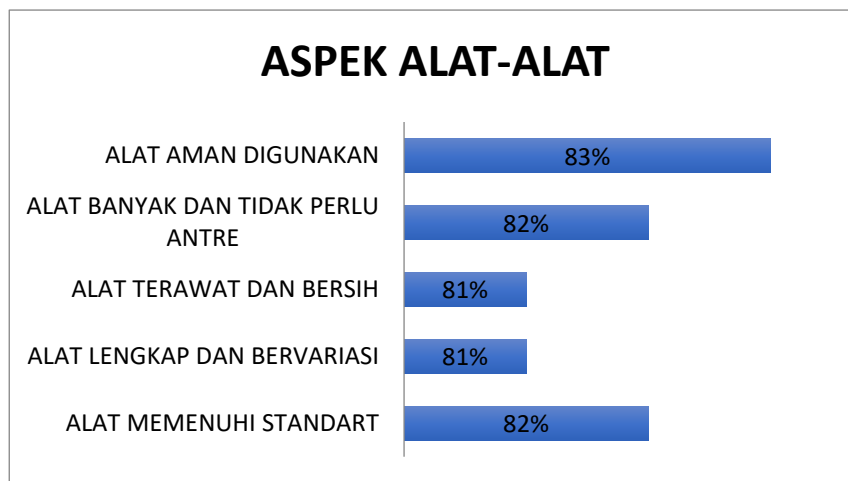 ASPEK ALAT-ALAT
ALAT AMAN DIGUNAKAN
83%
ALAT BANYAK DAN TIDAK PERLU
ANTRE
82%
ALAT TERAWAT DAN BERSIH
81%
ALAT LENGKAP DAN BERVARIASI
81%
ALAT MEMENUHI STANDART
82%